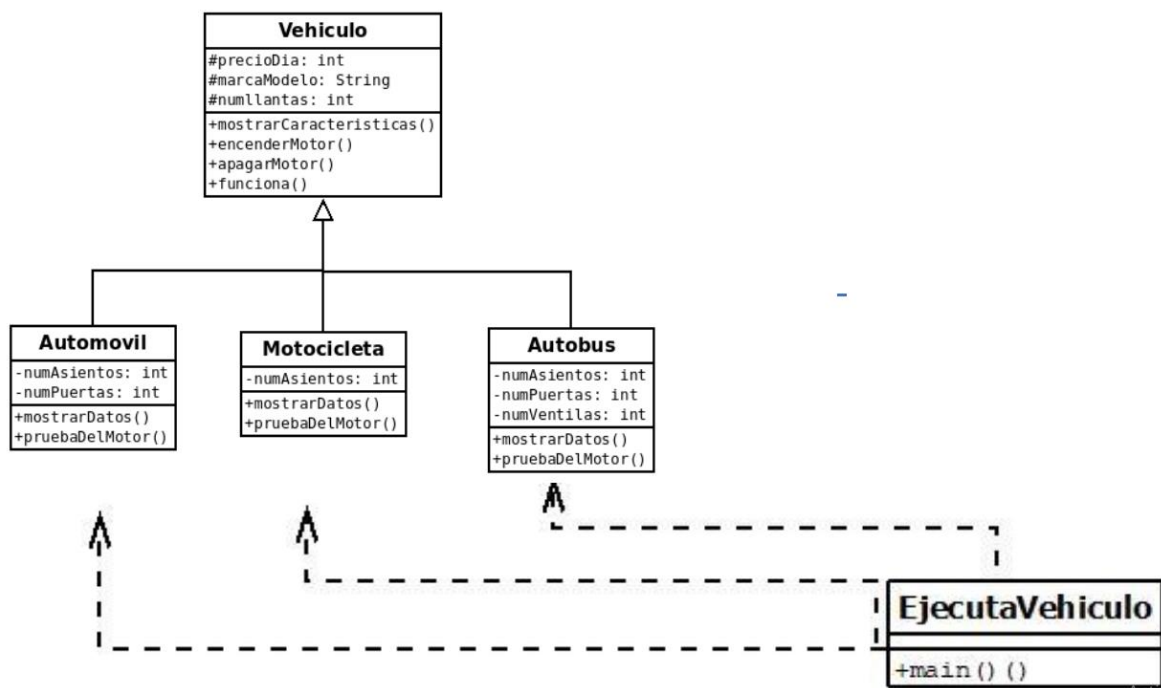 Vehiculo
#precioDia: int
#marcaModelo: String
#numllantas: int
+mostrarCaracteristicas()
+encenderMotor()
+apagarMotor()
+funciona()
Automovil
-numAsientos: int
-numPuertas: int
+mostrarDatos()
+pruebaDelMotor()
Motocicleta
-numAsientos: int
+mostrarDatos()
+pruebaDelMotor()
Autobus
-numAsientos: int
-numPuertas: int
-numVentilas: int
+mostrarDatos()
+pruebaDelMotor()
EjecutaVehiculo
+main()()